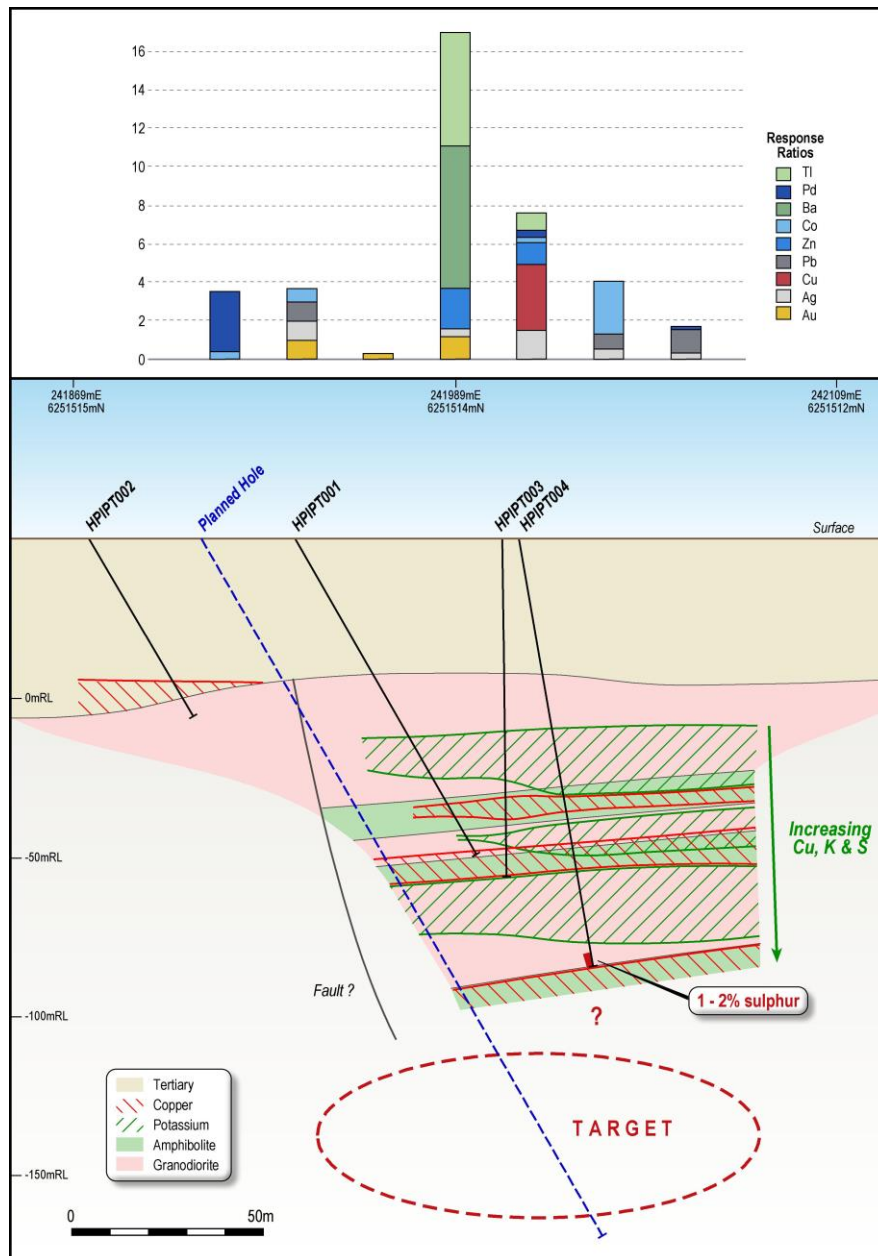 16
14
12
10
8
6
4
2
0
Response
Ratios
Tl
Pd
Ba
Co
Zn
Pb
Cu
Ag
Au
241869mE
6251515mN
241989mE
6251514mN
242109mE
6251512mN
HPIPT002
Planned Hole
HPIPT001
HPIPT003
HPIPT004
Surface
0mRL
-50mRL
-100mRL
-150mRL
Increasing
Cu, K & S
Fault ?
1 - 2% sulphur
?
TARGET
Tertiary
Copper
Potassium
Amphibolite
Granodiorite
0
50m